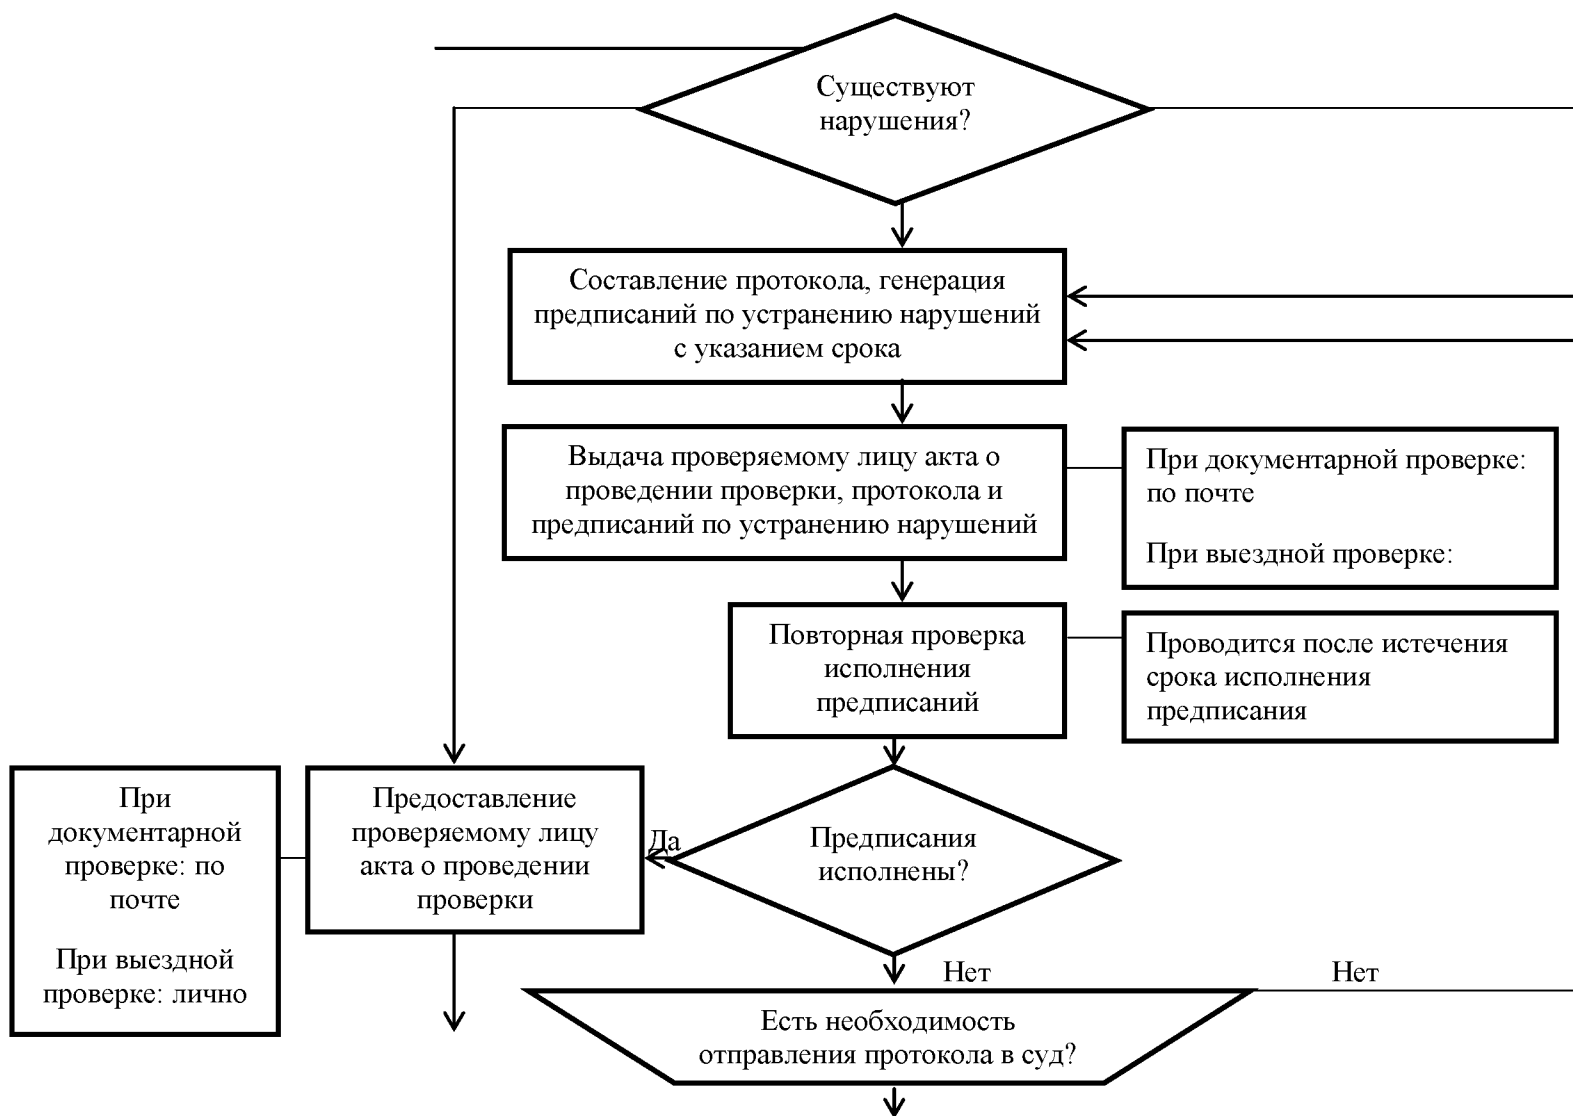 Существуют
нарушения?
Составление протокола, генерация
предписаний по устранению нарушений
с указанием срока
Выдача проверяемому лицу акта о
проведении проверки, протокола и
предписаний по устранению нарушений
При документарной проверке:
по почте
При выездной проверке:
Повторная проверка
исполнения
предписаний
Проводится после истечения
срока исполнения
предписания
При
документарной
проверке: по
почте
При выездной
проверке: лично
Предоставление
проверяемому лицу
акта о проведении
проверки
Да
Предписания
исполнены?
Нет
Нет
Есть необходимость
отправления протокола в суд?